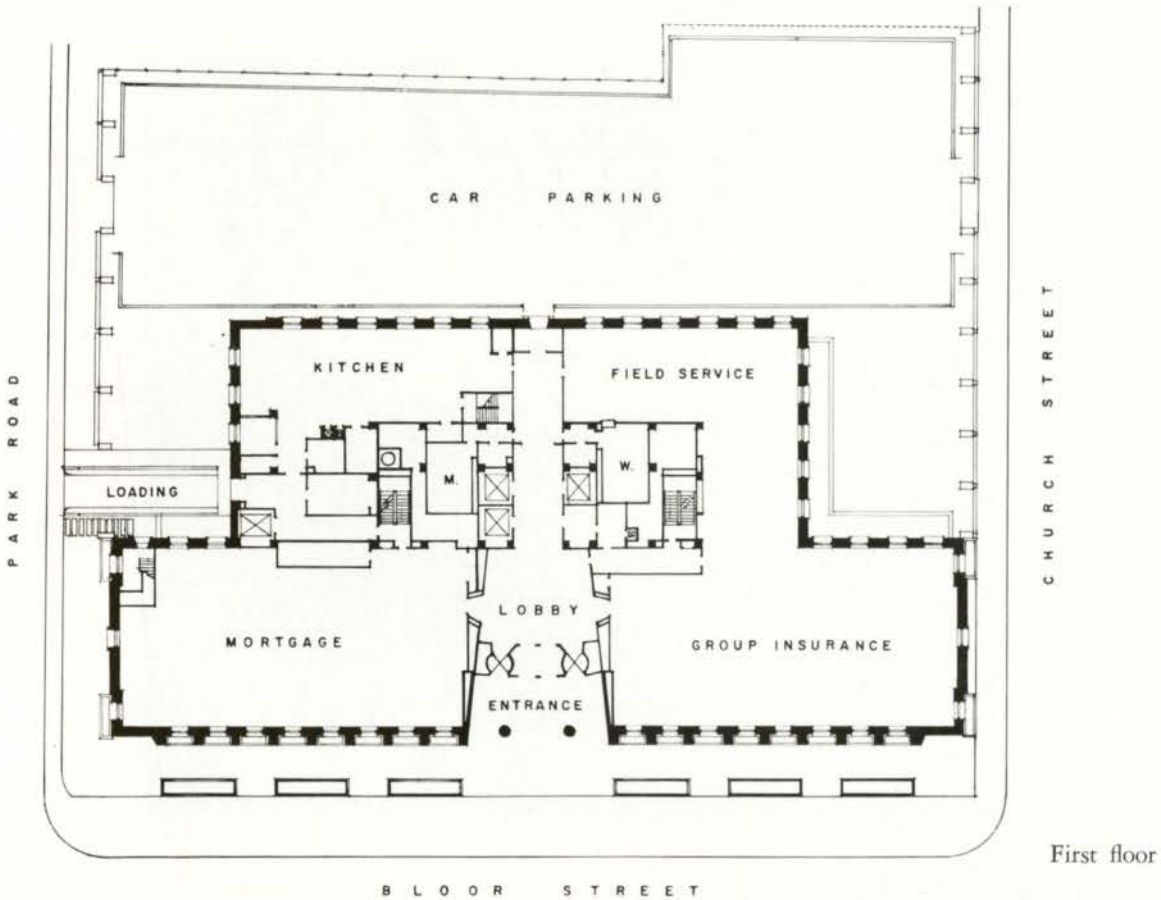 CAR PARKING
KITCHEN
FIELD SERVICE
PARK ROAD
CHURCH STREET
M.
W.
LOADING
LOBBY
MORTGAGE
GROUP INSURANCE
ENTRANCE
First floor
BLOOR STREET